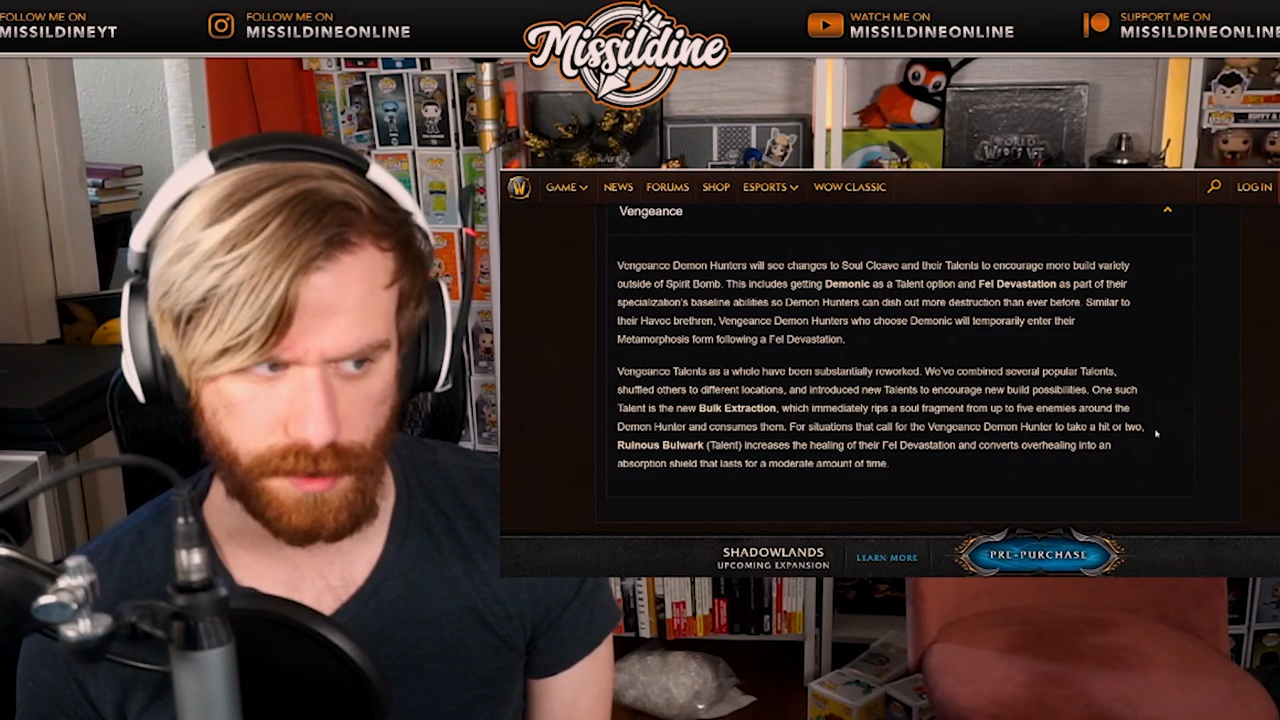 FOLLOW ME ON
MISSILDINEYT
FOLLOW ME ON
MISSILDINEONLINE
Missildine
WATCH ME ON
MISSILDINEONLINE
SUPPORT ME ON
MISSILDINEONLINE
GAME NEWS FORUMS SHOP ESPORTS WOW CLASSIC LOG IN
Vengeance
Vengeance Demon Hunters will see changes to Soul Cleave and their Talents to encourage more build variety
outside of Spirit Bomb. This includes getting Demonic as a Talent option and Fel Devastation as part of their
specialization's baseline abilities so Demon Hunters can dish out more destruction than ever before. Similar to
their Havoc brethren, Vengeance Demon Hunters who choose Demonic will temporarily enter their
Metamorphosis form following a Fel Devastation.
Vengeance Talents as a whole have been substantially reworked. We've combined several popular Talents,
shuffled others to different locations, and introduced new Talents to encourage new build possibilities. One such
Talent is the new Bulk Extraction, which immediately rips a soul fragment from up to five enemies around the
Demon Hunter and consumes them. For situations that call for the Vengeance Demon Hunter to take a hit or two,
Ruinous Bulwark (Talent) increases the healing of their Fel Devastation and converts overhealing into an
absorption shield that lasts for a moderate amount of time.
SHADOWLANDS
UPCOMING EXPANSION
LEARN MORE
PRE-PURCHASE